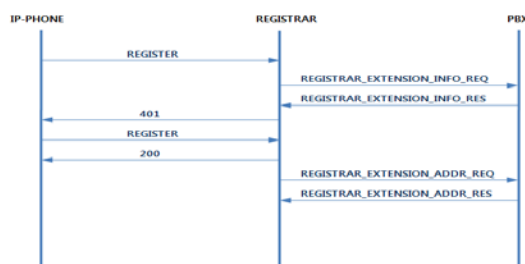 IP-PHONE REGISTRAR PBX
REGISTER
REGISTRAR_EXTENSION_INFO_REQ
REGISTRAR_EXTENSION_INFO_RES
401
REGISTER
200
REGISTRAR_EXTENSION_ADDR_REQ
REGISTRAR_EXTENSION_ADDR_RES